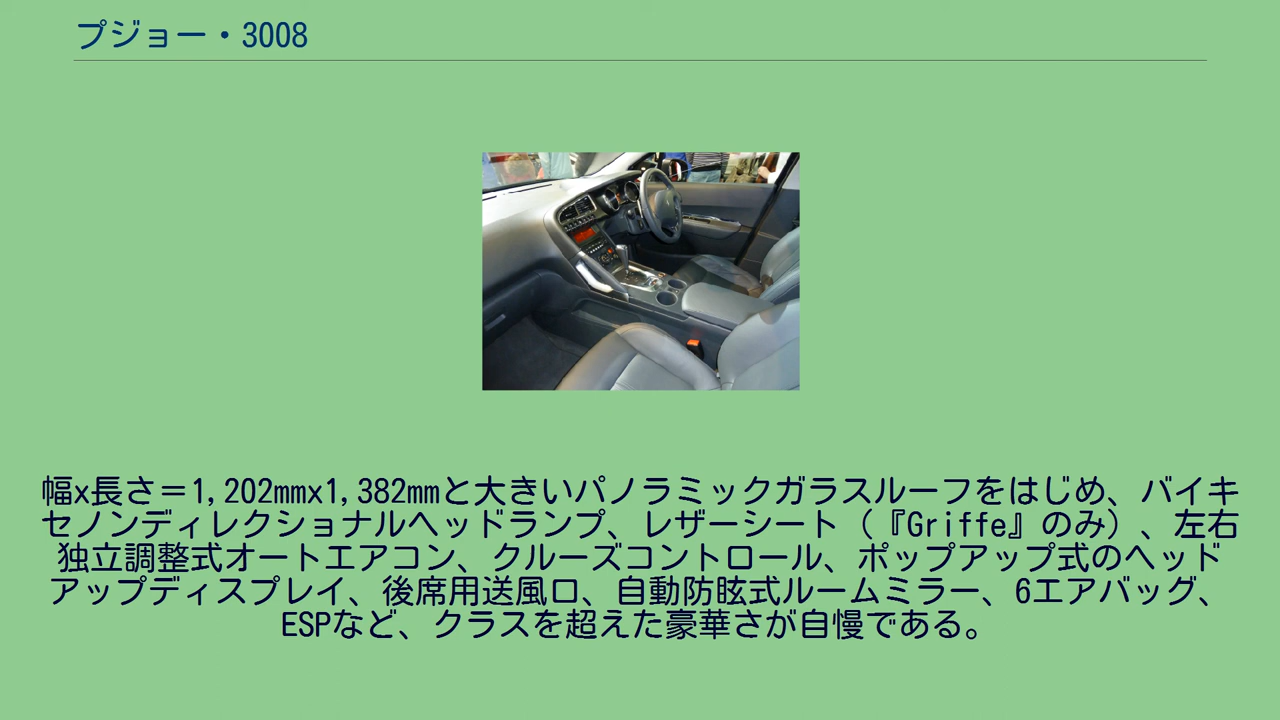 プジョー・3008
幅x長さ＝1,202mmx1,382mmと大きいパノラミックガラスルーフをはじめ、バイキ
セノンディレクショナルヘッドランプ、レザーシート（『Griffe』のみ）、左右
独立調整式オートエアコン、クルーズコントロール、ポップアップ式のヘッド
アップディスプレイ、後席用送風口、自動防眩式ルームミラー、6エアバッグ、
ESPなど、クラスを超えた豪華さが自慢である。